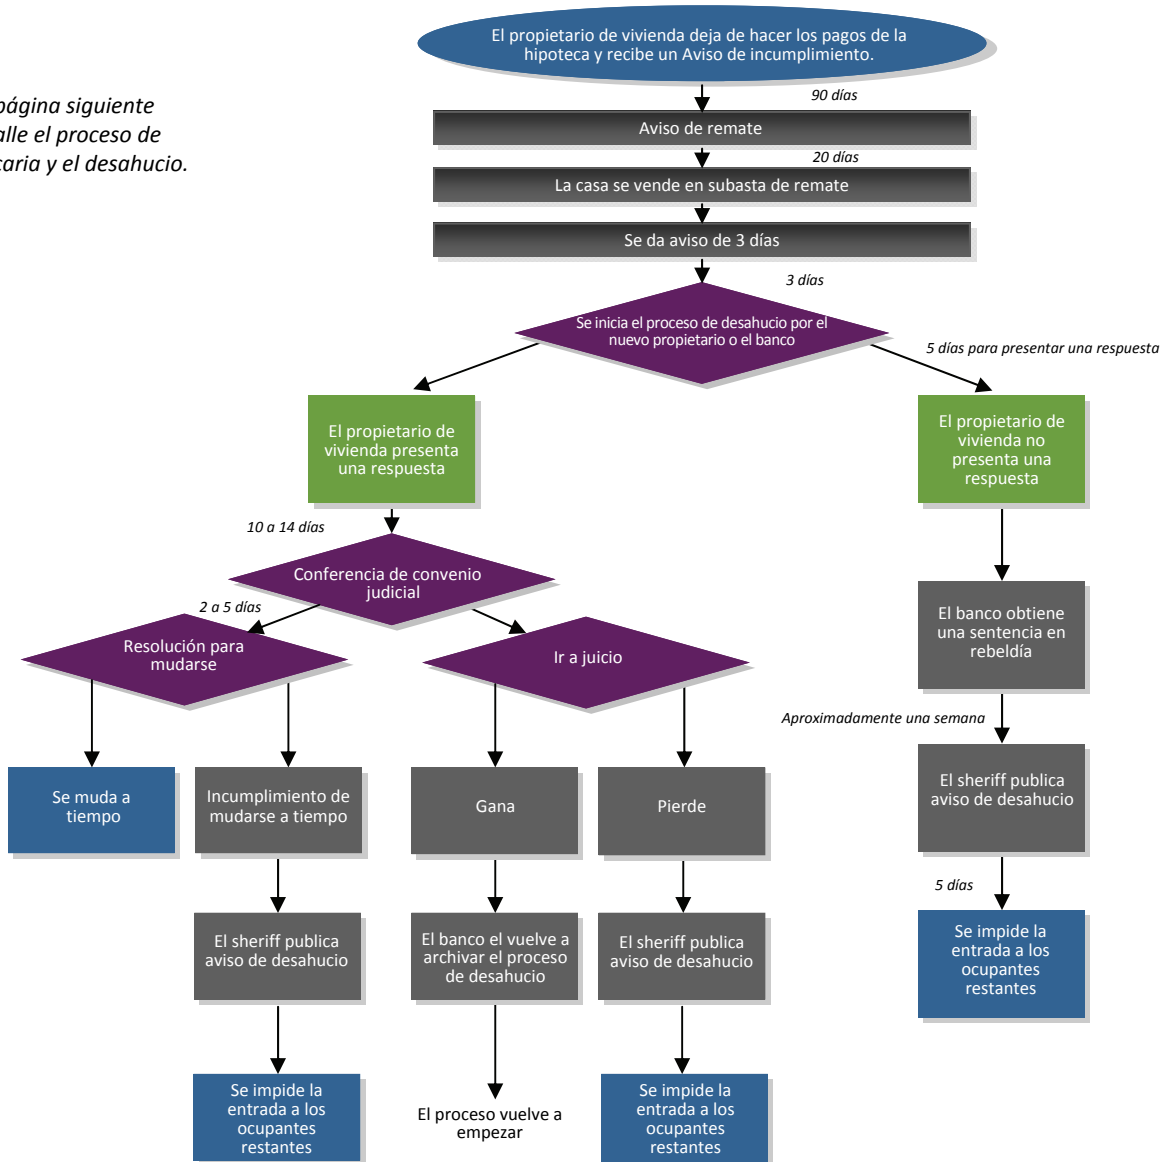 El propietario de vivienda deja de hacer los pagos de la
hipoteca y recibe un Aviso de incumplimiento.
página siguiente
alle el proceso de
caria y el desahucio.
90 días
Aviso de remate
20 días
La casa se vende en subasta de remate
Se da aviso de 3 días
3 días
Se inicia el proceso de desahucio por el
nuevo propietario o el banco
5 días para presentar una respuesta
El propietario de
vivienda presenta
una respuesta
El propietario de
vivienda no
presenta una
respuesta
10 a 14 días
Conferencia de convenio
judicial
2 a 5 días
Resolución para
mudarse
Ir a juicio
El banco obtiene
una sentencia en
rebeldía
Aproximadamente una semana
Se muda a
tiempo
Incumplimiento de
mudarse a tiempo
Gana
Pierde
El sheriff publica
aviso de desahucio
5 días
El sheriff publica
aviso de desahucio
El banco el vuelve a
archivar el proceso
de desahucio
El sheriff publica
aviso de desahucio
Se impide la
entrada a los
ocupantes
restantes
Se impide la
entrada a los
ocupantes
restantes
El proceso vuelve a
empezar
Se impide la
entrada a los
ocupantes
restantes